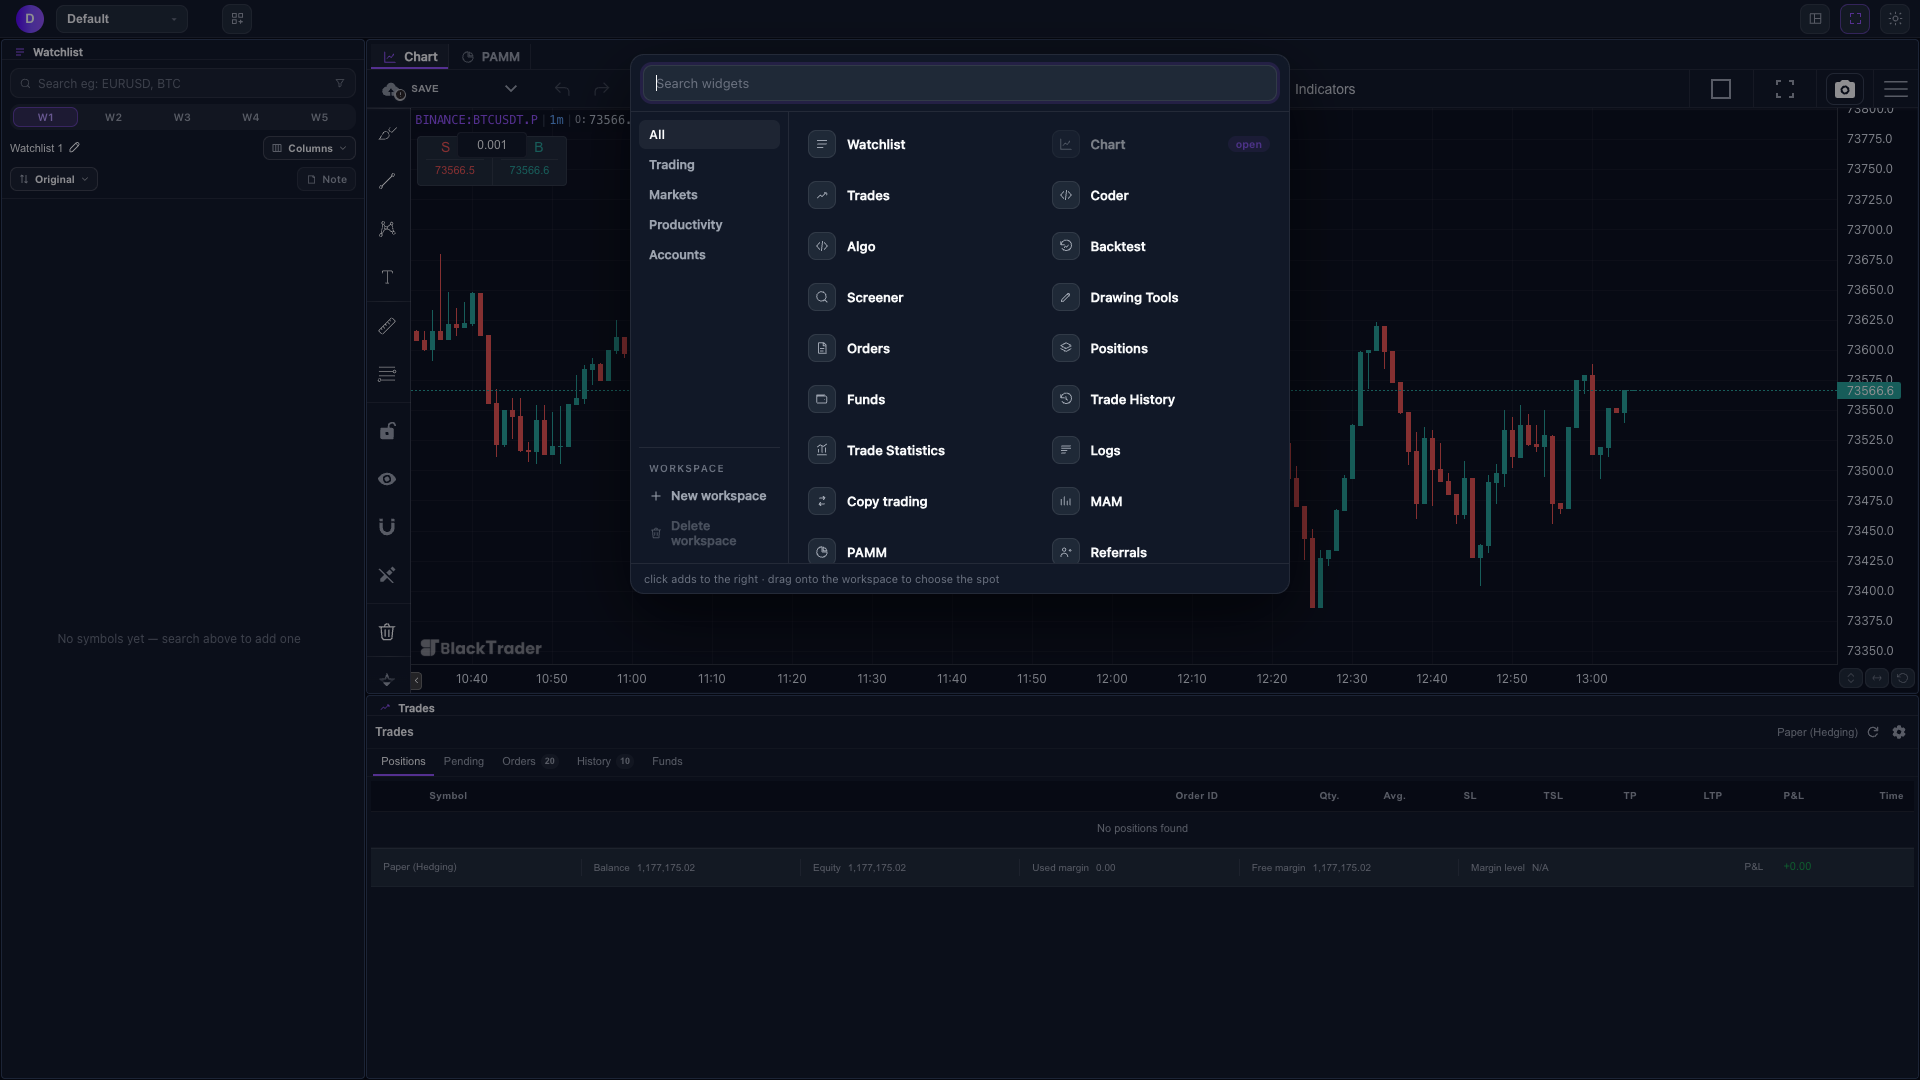 D
Default
Watchlist
Search eg: EURUSD, BTC
W1 W2 W3 W4 W5
Watchlist 1
Columns
Original
Note
No symbols yet — search above to add one
Chart
PAMM
SAVE
Indicators
BINANCE:BTCUSDT.P 1m O: 73566.
S 0.001 B
73566.5 73566.6
Search widgets
All
Trading
Markets
Productivity
Accounts
WORKSPACE
New workspace
Delete workspace
Watchlist
Chart open
Trades
Coder
Algo
Backtest
Screener
Drawing Tools
Orders
Positions
Funds
Trade History
Trade Statistics
Logs
Copy trading
MAM
PAMM
Referrals
click adds to the right · drag onto the workspace to choose the spot
73800.0
73775.0
73750.0
73725.0
73700.0
73675.0
73650.0
73625.0
73600.0
73575.0
73566.6
73550.0
73525.0
73500.0
73475.0
73450.0
73425.0
73400.0
73375.0
73350.0
BlackTrader
10:40 10:50 11:00 11:10 11:20 11:30 11:40 11:50 12:00 12:10 12:20 12:30 12:40 12:50 13:00
Trades
Trades
Paper (Hedging)
Positions Pending Orders 20 History 10 Funds
Symbol Order ID Qty. Avg. SL TSL TP LTP P&L Time
No positions found
Paper (Hedging) Balance 1,177,175.02 Equity 1,177,175.02 Used margin 0.00 Free margin 1,177,175.02 Margin level N/A P&L +0.00